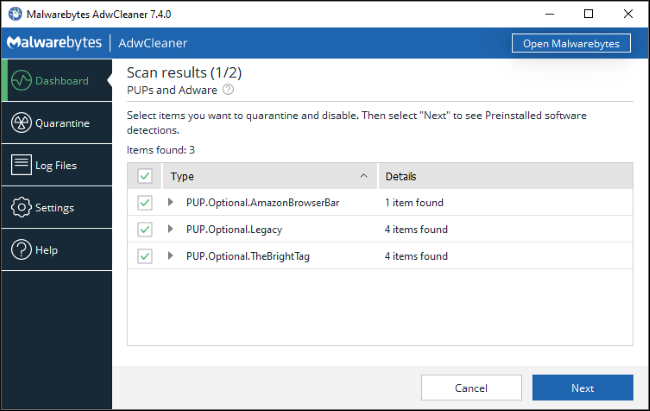 Malwarebytes AdwCleaner 7.4.0
Malwarebytes | AdwCleaner
Open Malwarebytes
Dashboard
Quarantine
Log Files
Settings
Help
Scan results (1/2)
PUPs and Adware ?
Select items you want to quarantine and disable. Then select "Next" to see Preinstalled software
detections.
Items found: 3
Type Details
PUP.Optional.AmazonBrowserBar 1 item found
PUP.Optional.Legacy 4 items found
PUP.Optional.TheBrightTag 4 items found
Cancel Next